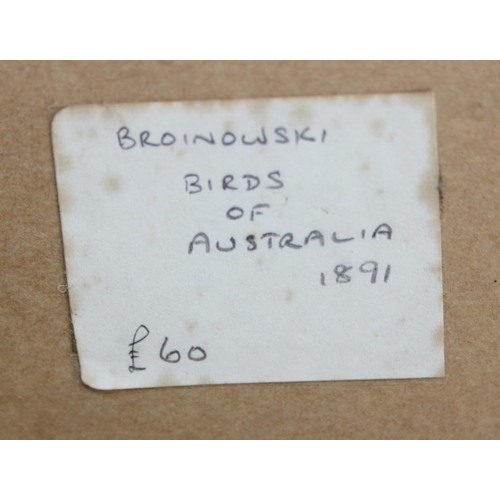 BROINOWSKI
BIRDS
OF
AUSTRALIA
1891
£60